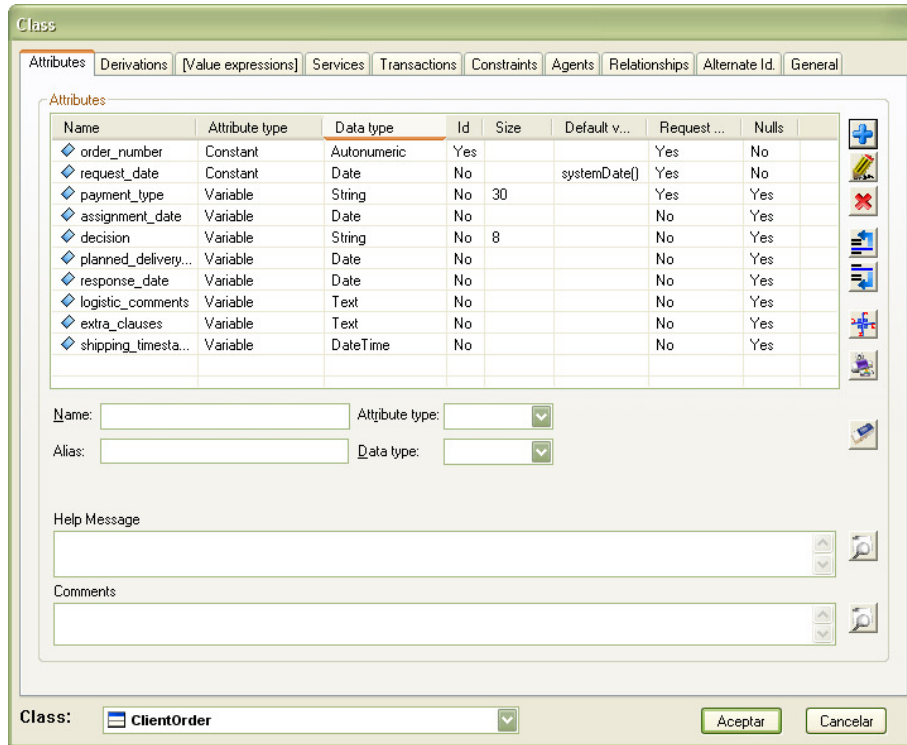 Class
Attributes Derivations [Value expressions] Services Transactions Constraints Agents Relationships Alternate Id. General
Attributes
Name Attribute type Data type Id Size Default v... Request ... Nulls
order_number Constant Autonumeric Yes Yes No
request_date Constant Date No systemDate() Yes No
payment_type Variable String No 30 Yes Yes
assignment_date Variable Date No No Yes
decision Variable String No 8 No Yes
planned_delivery... Variable Date No No Yes
response_date Variable Date No No Yes
logistic_comments Variable Text No No Yes
extra_clauses Variable Text No No Yes
shipping_timesta... Variable DateTime No No Yes
Name: Attribute type:
Alias: Data type:
Help Message
Comments
Class: ClientOrder Aceptar Cancelar